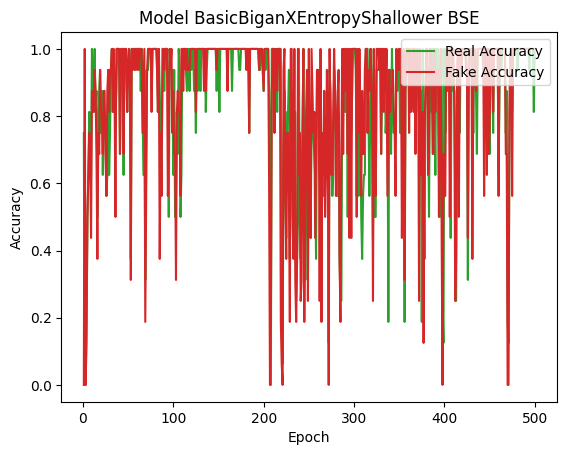 Model BasicBiganXEntropyShallower BSE
Real Accuracy
Fake Accuracy
Accuracy
1.0
0.8
0.6
0.4
0.2
0.0
0
100
200
300
400
500
Epoch